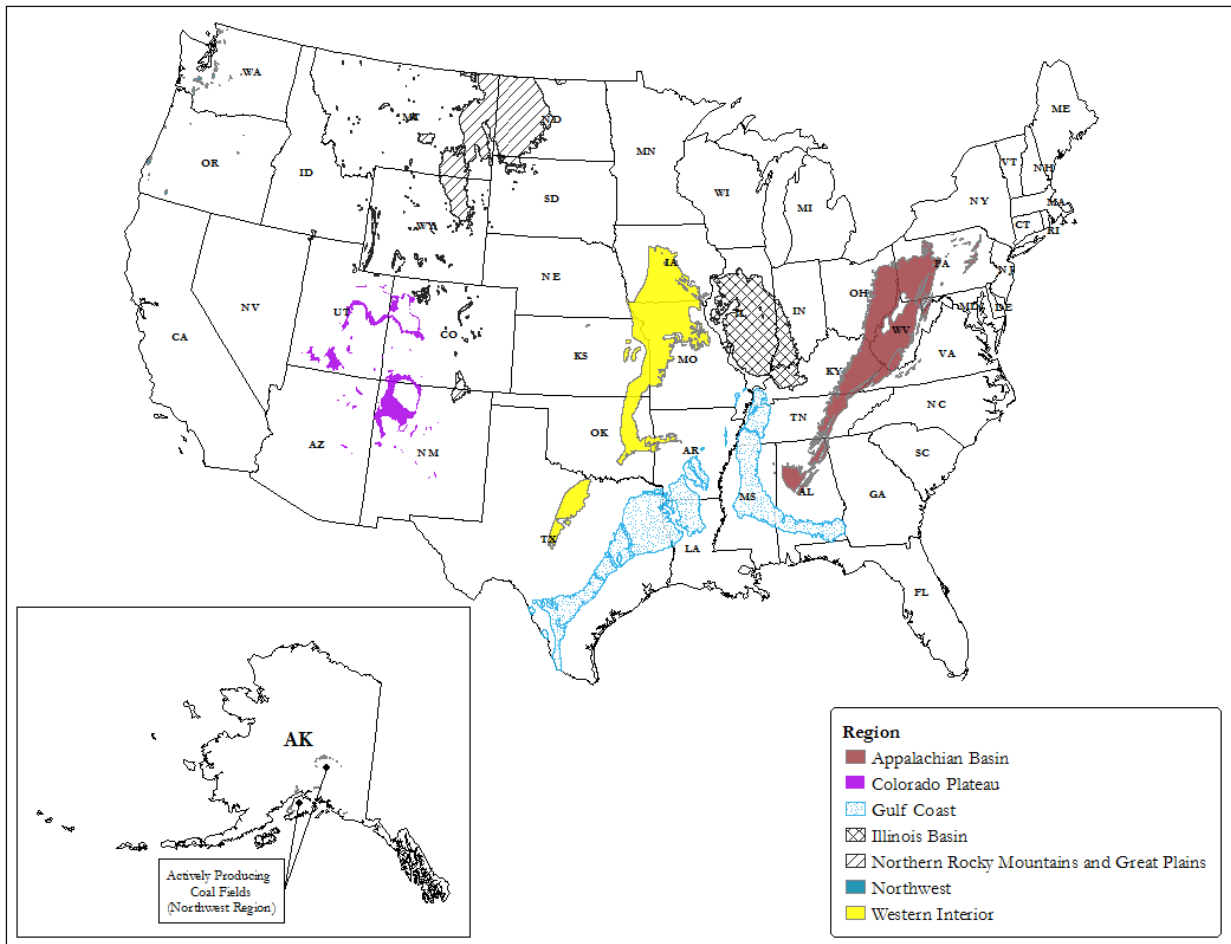 WA
MT
ND
ME
OR
ID
MN
VT
NH
WI
SD
NY
MA
MI
WY
CT
RI
IA
PA
NE
NJ
OH
IL
IN
MD
DE
NV
UT
CO
WV
CA
KS
MO
KY
VA
NC
TN
OK
AZ
NM
AR
SC
MS
AL
GA
TX
LA
FL
AK
Actively Producing
Coal Fields
(Northwest Region)
Region
Appalachian Basin
Colorado Plateau
Gulf Coast
Illinois Basin
Northern Rocky Mountains and Great Plains
Northwest
Western Interior